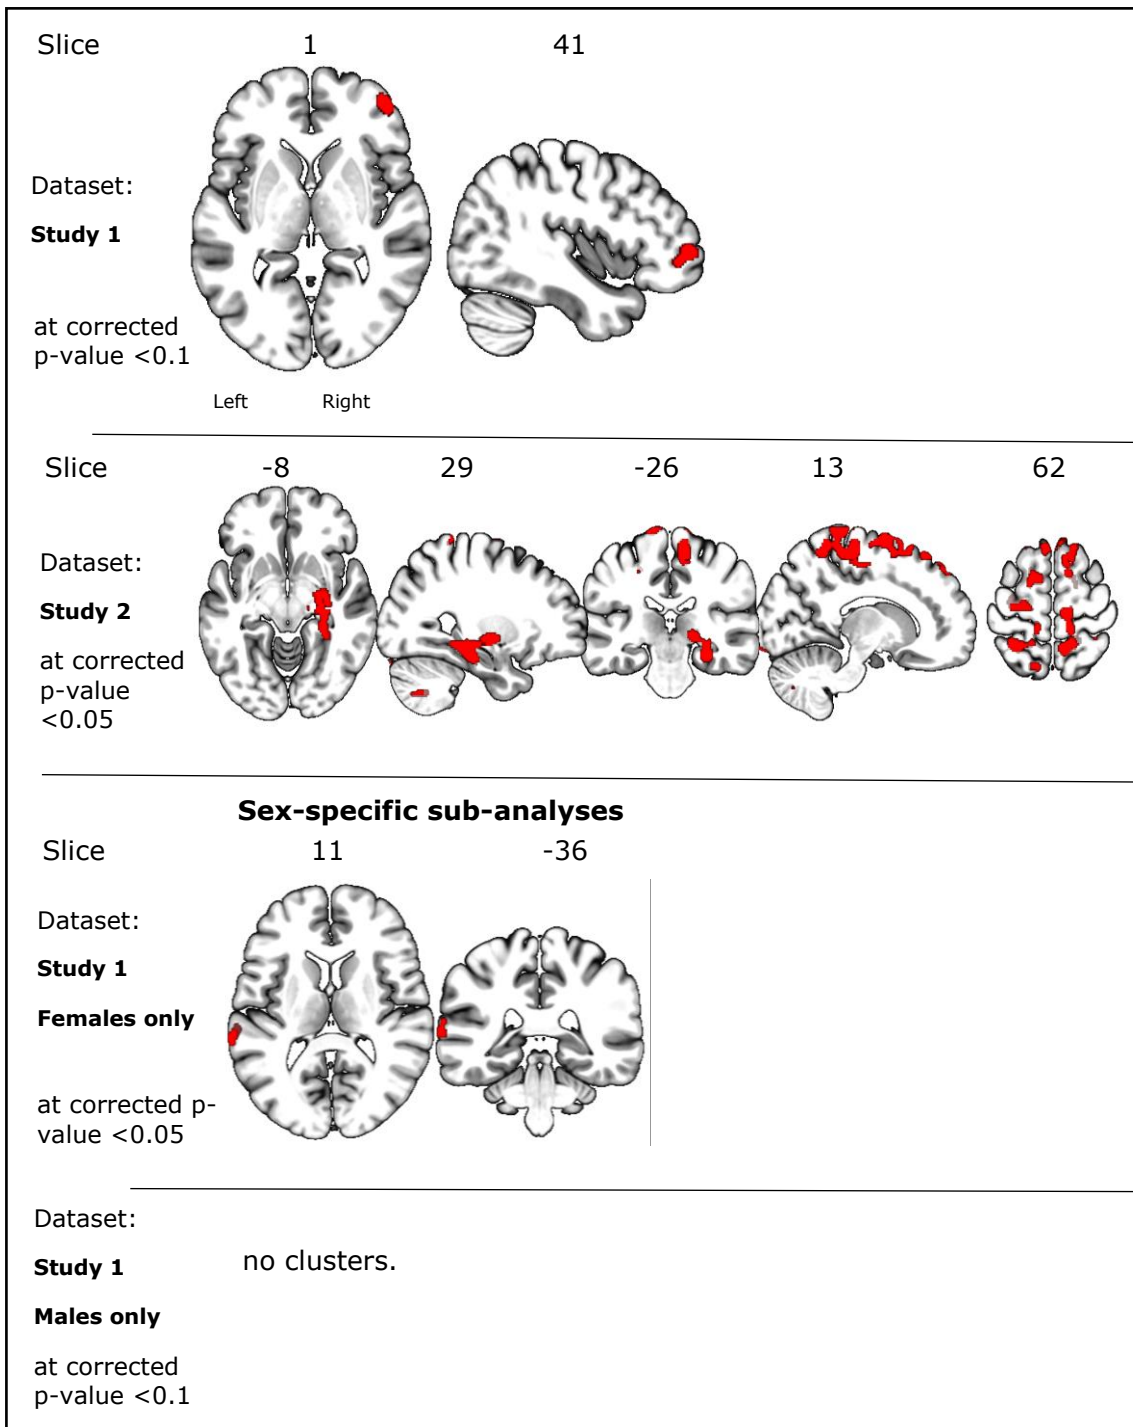 Slice 1 41
Dataset:
Study 1
at corrected
p-value <0.1
Left Right
Slice -8 29 -26 13 62
Dataset:
Study 2
at corrected
p-value
<0.05
Sex-specific sub-analyses
Slice 11 -36
Dataset:
Study 1
Females only
at corrected p-
value <0.05
Dataset:
Study 1 no clusters.
Males only
at corrected
p-value <0.1